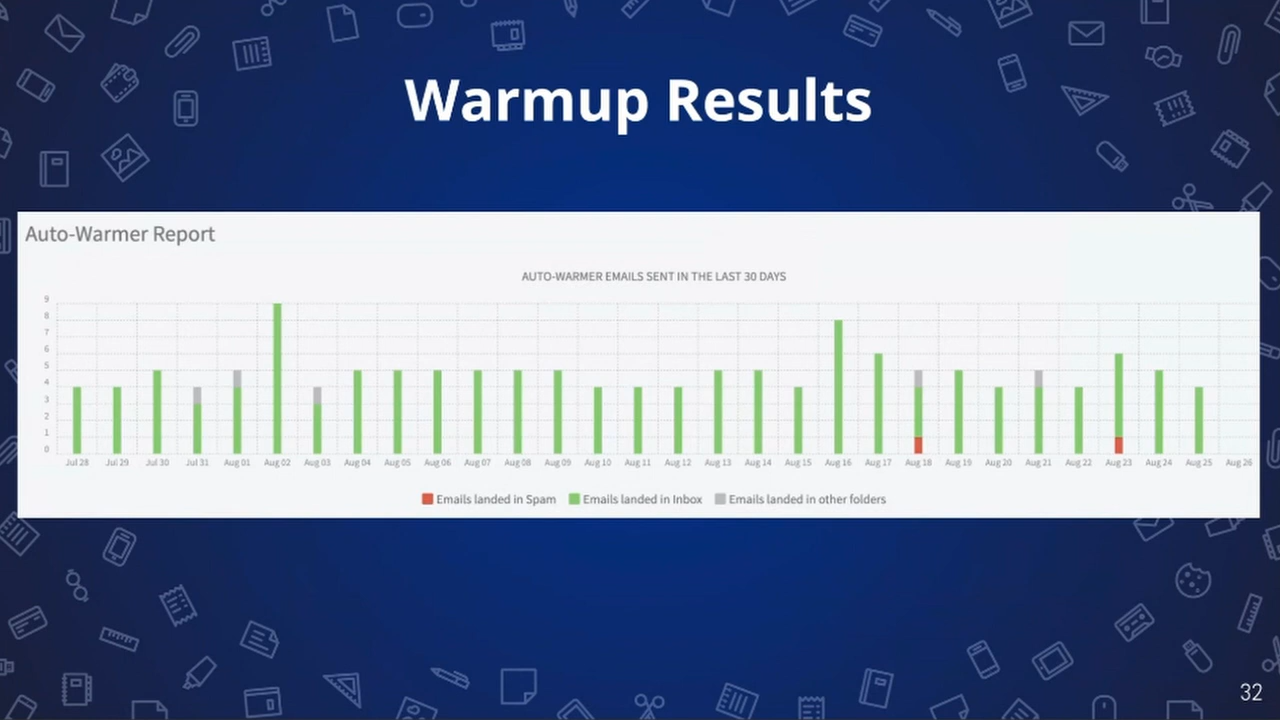 Warmup Results
Auto-Warmer Report
AUTO-WARMER EMAILS SENT IN THE LAST 30 DAYS
9
8
7
6
5
4
3
2
1
0
Jul 28 Jul 29 Jul 30 Jul 31 Aug 01 Aug 02 Aug 03 Aug 04 Aug 05 Aug 06 Aug 07 Aug 08 Aug 09 Aug 10 Aug 11 Aug 12 Aug 13 Aug 14 Aug 15 Aug 16 Aug 17 Aug 18 Aug 19 Aug 20 Aug 21 Aug 22 Aug 23 Aug 24 Aug 25 Aug 26
Emails landed in Spam Emails landed in Inbox Emails landed in other folders
32